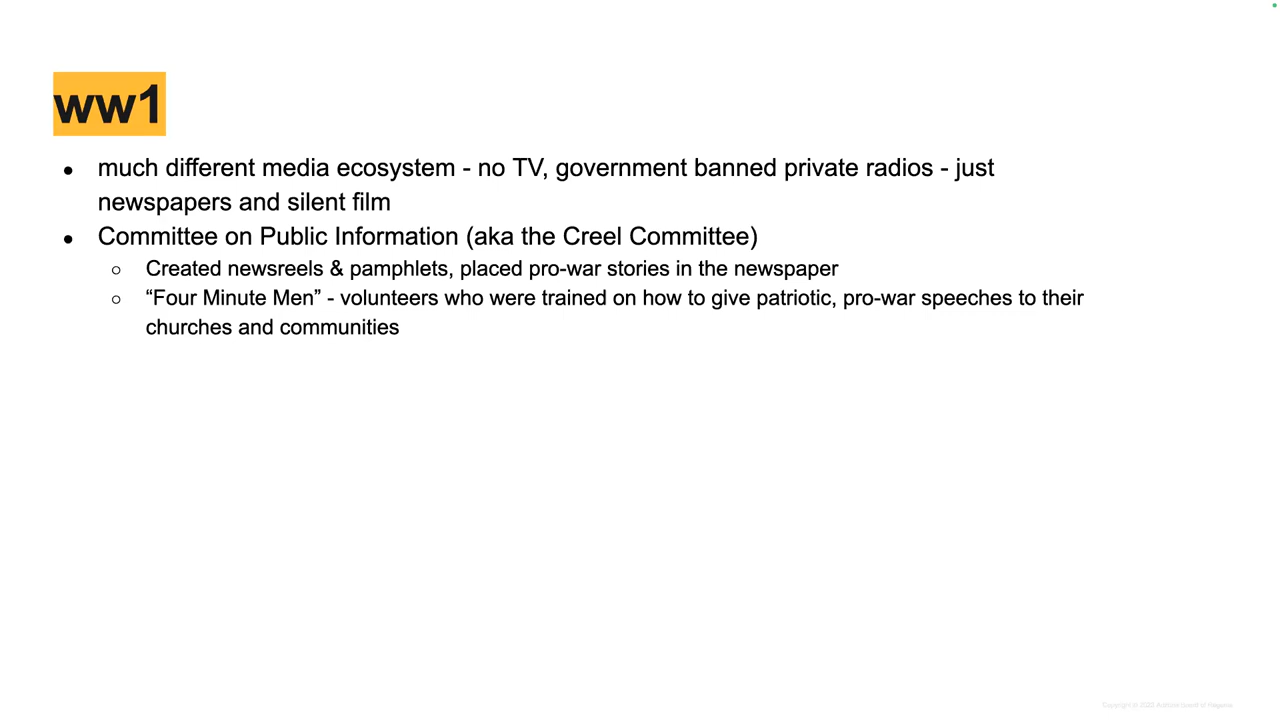 ww1
● much different media ecosystem - no TV, government banned private radios - just
newspapers and silent film
● Committee on Public Information (aka the Creel Committee)
○ Created newsreels & pamphlets, placed pro-war stories in the newspaper
○ “Four Minute Men” - volunteers who were trained on how to give patriotic, pro-war speeches to their
churches and communities
Copyright ©